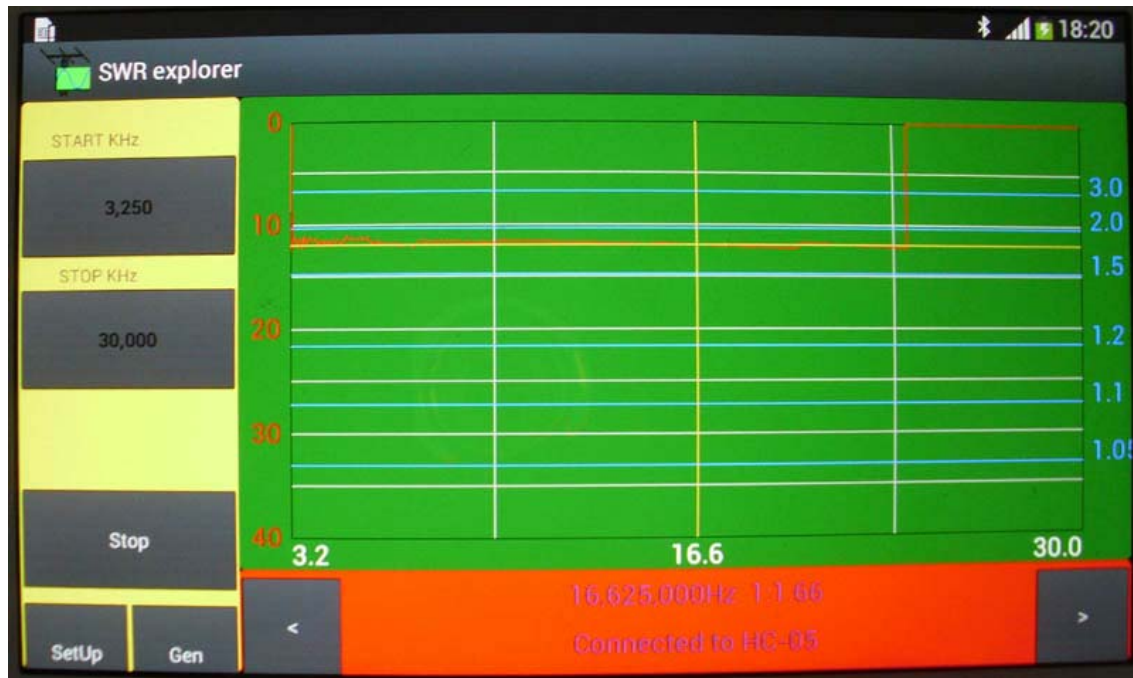 18:20
SWR explorer
START KHz
3,250
STOP KHz
30,000
Stop
SetUp
Gen
0
10
20
30
40
3.0
2.0
1.5
1.2
1.1
1.05
3.2
16.6
30.0
<
16,625,000Hz 1:1.66
Connected to HC-05
>